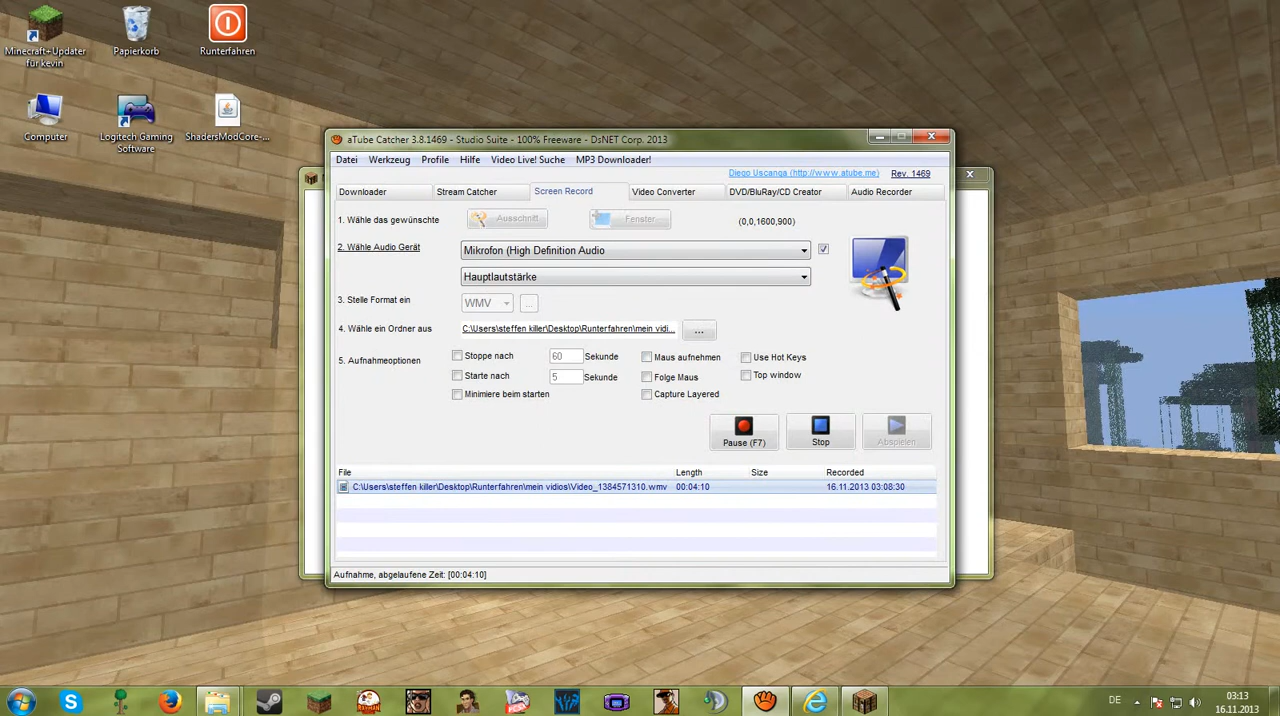 Minecraft+Updater
für kevin
Papierkorb
Runterfahren
Computer
Logitech Gaming
Software
ShadersModCore-...
aTube Catcher 3.8.1469 - Studio Suite - 100% Freeware - DsNET Corp. 2013
Datei Werkzeug Profile Hilfe Video Live! Suche MP3 Downloader!
Diego Uscanga (http://www.atube.me) Rev. 1469
Downloader Stream Catcher Screen Record Video Converter DVD/BluRay/CD Creator Audio Recorder
1. Wähle das gewünschte Ausschnitt Fenster (0,0,1600,900)
2. Wähle Audio Gerät Mikrofon (High Definition Audio
Hauptlautstärke
3. Stelle Format ein WMV ...
4. Wähle ein Ordner aus C:\Users\steffen killer\Desktop\Runterfahren\mein vidi... ...
5. Aufnahmeoptionen Stoppe nach 60 Sekunde Maus aufnehmen Use Hot Keys
Starte nach 5 Sekunde Folge Maus Top window
Minimiere beim starten Capture Layered
Pause (F7) Stop Abspielen
File Length Size Recorded
C:\Users\steffen killer\Desktop\Runterfahren\mein vidios\Video_1384571310.wmv 00:04:10 16.11.2013 03:08:30
Aufnahme, abgelaufene Zeit: [00:04:10]
DE 03:13
16.11.2013